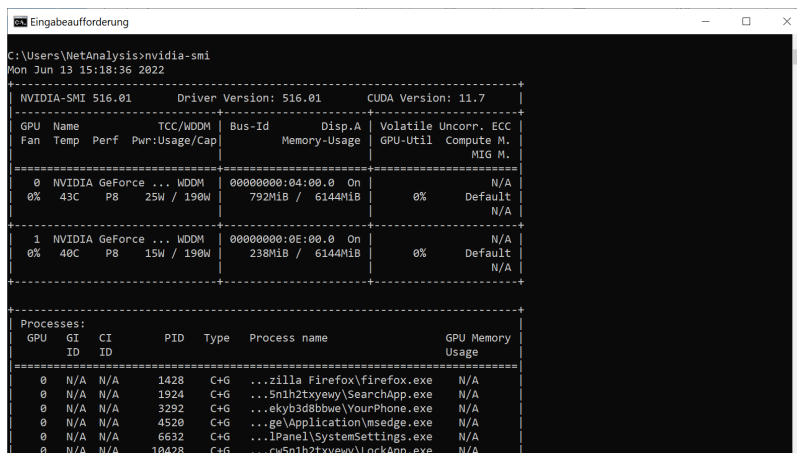 Eingabeaufforderung
C:\Users\NetAnalysis>nvidia-smi
Mon Jun 13 15:18:36 2022
+-----------------------------------------------------------------------------+
| NVIDIA-SMI 516.01       Driver Version: 516.01       CUDA Version: 11.7     |
|-------------------------------+----------------------+----------------------+
| GPU  Name            TCC/WDDM | Bus-Id        Disp.A | Volatile Uncorr. ECC |
| Fan  Temp  Perf  Pwr:Usage/Cap|         Memory-Usage | GPU-Util  Compute M. |
|                               |                      |               MIG M. |
|===============================+======================+======================|
|   0  NVIDIA GeForce ... WDDM  | 00000000:04:00.0  On |                  N/A |
|  0%   43C    P8    25W / 190W |    792MiB /  6144MiB |      0%      Default |
|                               |                      |                  N/A |
+-------------------------------+----------------------+----------------------+
|   1  NVIDIA GeForce ... WDDM  | 00000000:0E:00.0  On |                  N/A |
|  0%   40C    P8    15W / 190W |    238MiB /  6144MiB |      0%      Default |
|                               |                      |                  N/A |
+-------------------------------+----------------------+----------------------+
+-----------------------------------------------------------------------------+
| Processes:                                                                  |
|  GPU   GI   CI        PID   Type   Process name                  GPU Memory |
|        ID   ID                                                   Usage      |
|=============================================================================|
|    0   N/A  N/A      1428    C+G   ...zilla Firefox\firefox.exe    N/A      |
|    0   N/A  N/A      1924    C+G   ...5n1h2txyewy\SearchApp.exe    N/A      |
|    0   N/A  N/A      3292    C+G   ...ekyb3d8bbwe\YourPhone.exe    N/A      |
|    0   N/A  N/A      4520    C+G   ...ge\Application\msedge.exe    N/A      |
|    0   N/A  N/A      6632    C+G   ...lPanel\SystemSettings.exe    N/A      |
|    0   N/A  N/A     10428    C+G   ...cw5n1h2txyewy\LockApp.exe    N/A      |